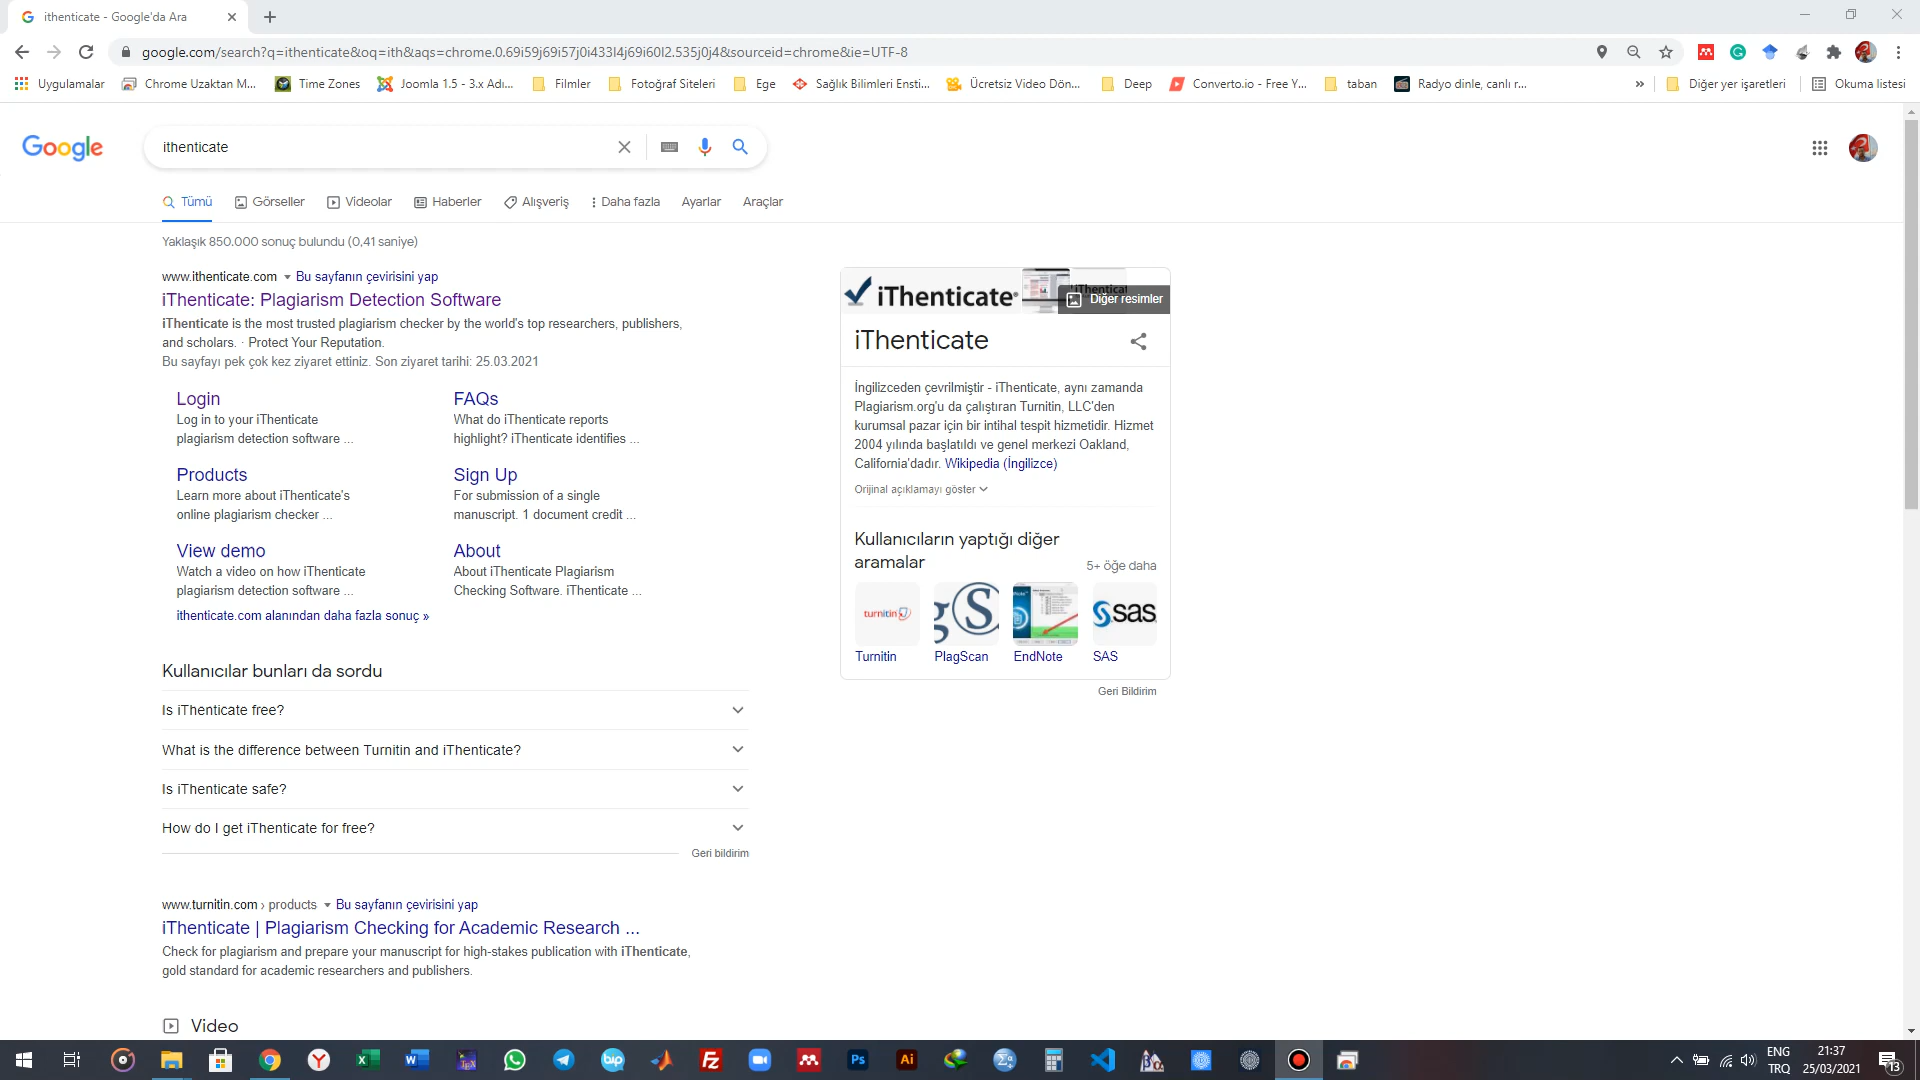 ithenticate - Google'da Ara
google.com/search?q=ithenticate&oq=ith&aqs=chrome.0.69i59j69i57j0i433l4j69i60l2.535j0j4&sourceid=chrome&ie=UTF-8
Uygulamalar Chrome Uzaktan M... Time Zones Joomla 1.5 - 3.x Adı... Filmler Fotoğraf Siteleri Ege Sağlık Bilimleri Ensti... Ücretsiz Video Dön... Deep Converto.io - Free Y... taban Radyo dinle, canlı r... » Diğer yer işaretleri Okuma listesi
Google ithenticate
Tümü Görseller Videolar Haberler Alışveriş Daha fazla Ayarlar Araçlar
Yaklaşık 850.000 sonuç bulundu (0,41 saniye)
www.ithenticate.com Bu sayfanın çevirisini yap
iThenticate: Plagiarism Detection Software
iThenticate is the most trusted plagiarism checker by the world's top researchers, publishers,
and scholars. · Protect Your Reputation.
Bu sayfayı pek çok kez ziyaret ettiniz. Son ziyaret tarihi: 25.03.2021
Login
Log in to your iThenticate
plagiarism detection software ...
FAQs
What do iThenticate reports
highlight? iThenticate identifies ...
Products
Learn more about iThenticate's
online plagiarism checker ...
Sign Up
For submission of a single
manuscript. 1 document credit ...
View demo
Watch a video on how iThenticate
plagiarism detection software ...
About
About iThenticate Plagiarism
Checking Software. iThenticate ...
ithenticate.com alanından daha fazla sonuç »
Kullanıcılar bunları da sordu
Is iThenticate free?
What is the difference between Turnitin and iThenticate?
Is iThenticate safe?
How do I get iThenticate for free?
Geri bildirim
www.turnitin.com › products Bu sayfanın çevirisini yap
iThenticate | Plagiarism Checking for Academic Research ...
Check for plagiarism and prepare your manuscript for high-stakes publication with iThenticate,
gold standard for academic researchers and publishers.
Video
iThenticate®
Diğer resimler
iThenticate
İngilizceden çevrilmiştir - iThenticate, aynı zamanda
Plagiarism.org'u da çalıştıran Turnitin, LLC'den
kurumsal pazar için bir intihal tespit hizmetidir. Hizmet
2004 yılında başlatıldı ve genel merkezi Oakland,
California'dadır. Wikipedia (İngilizce)
Orijinal açıklamayı göster
Kullanıcıların yaptığı diğer
aramalar
5+ öğe daha
turnitin gS sas
Turnitin PlagScan EndNote SAS
Geri Bildirim
Y bip Fz Ps Ai
ENG
TRQ
21:37
25/03/2021
13